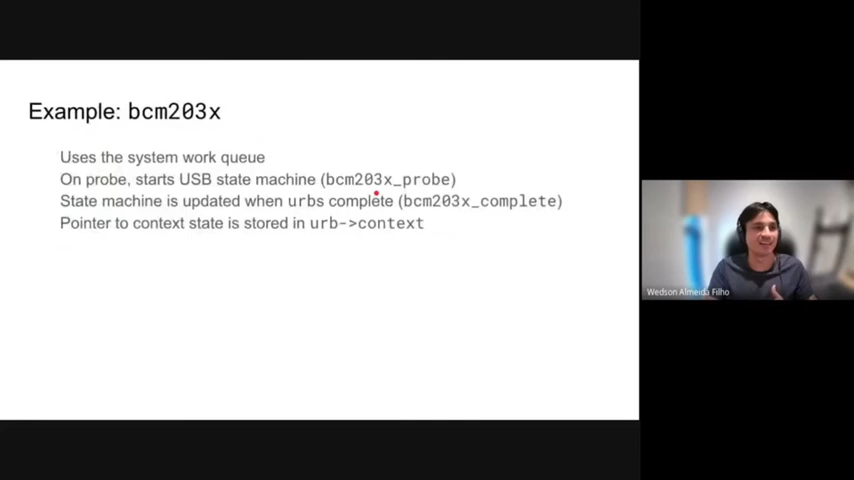 Example: bcm203x
Uses the system work queue
On probe, starts USB state machine (bcm203x_probe)
State machine is updated when urbs complete (bcm203x_complete)
Pointer to context state is stored in urb->context
Wedson Almeida Filho